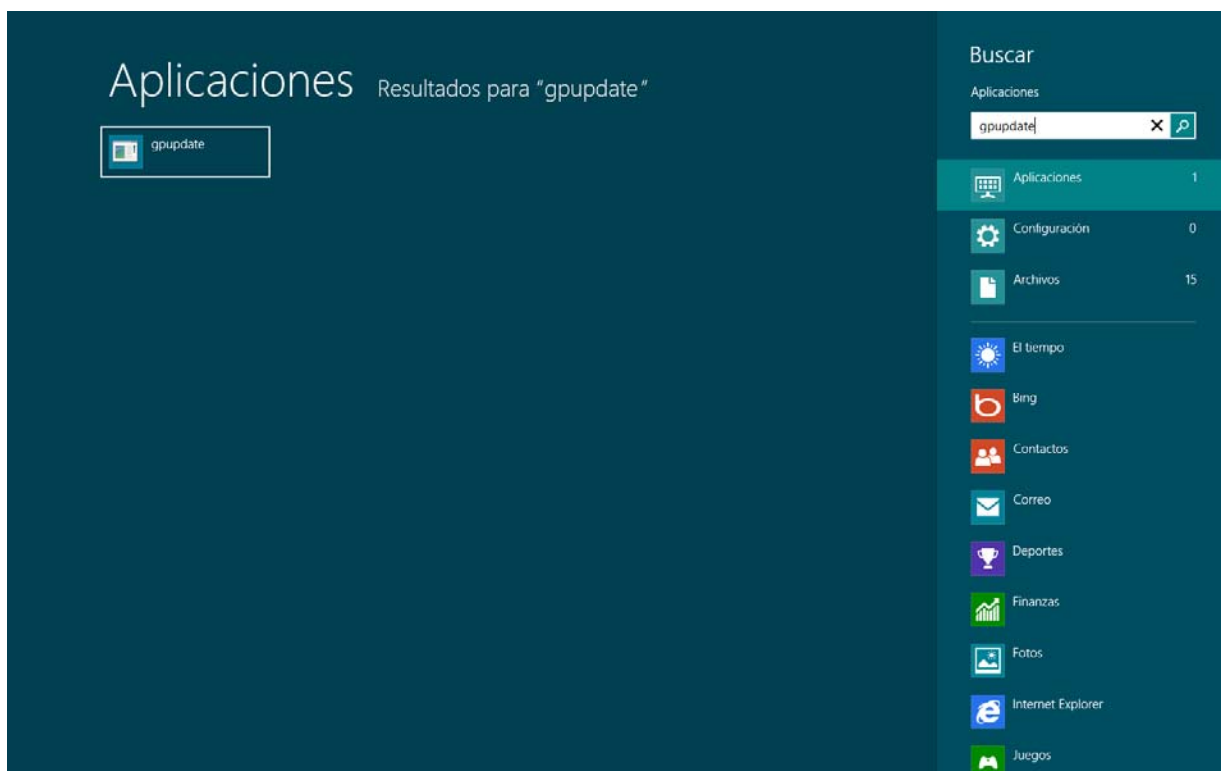 Aplicaciones Resultados para "gpupdate"
gpupdate
Buscar
Aplicaciones
gpupdate
Aplicaciones 1
Configuración 0
Archivos 15
El tiempo
Bing
Contactos
Correo
Deportes
Finanzas
Fotos
Internet Explorer
Juegos